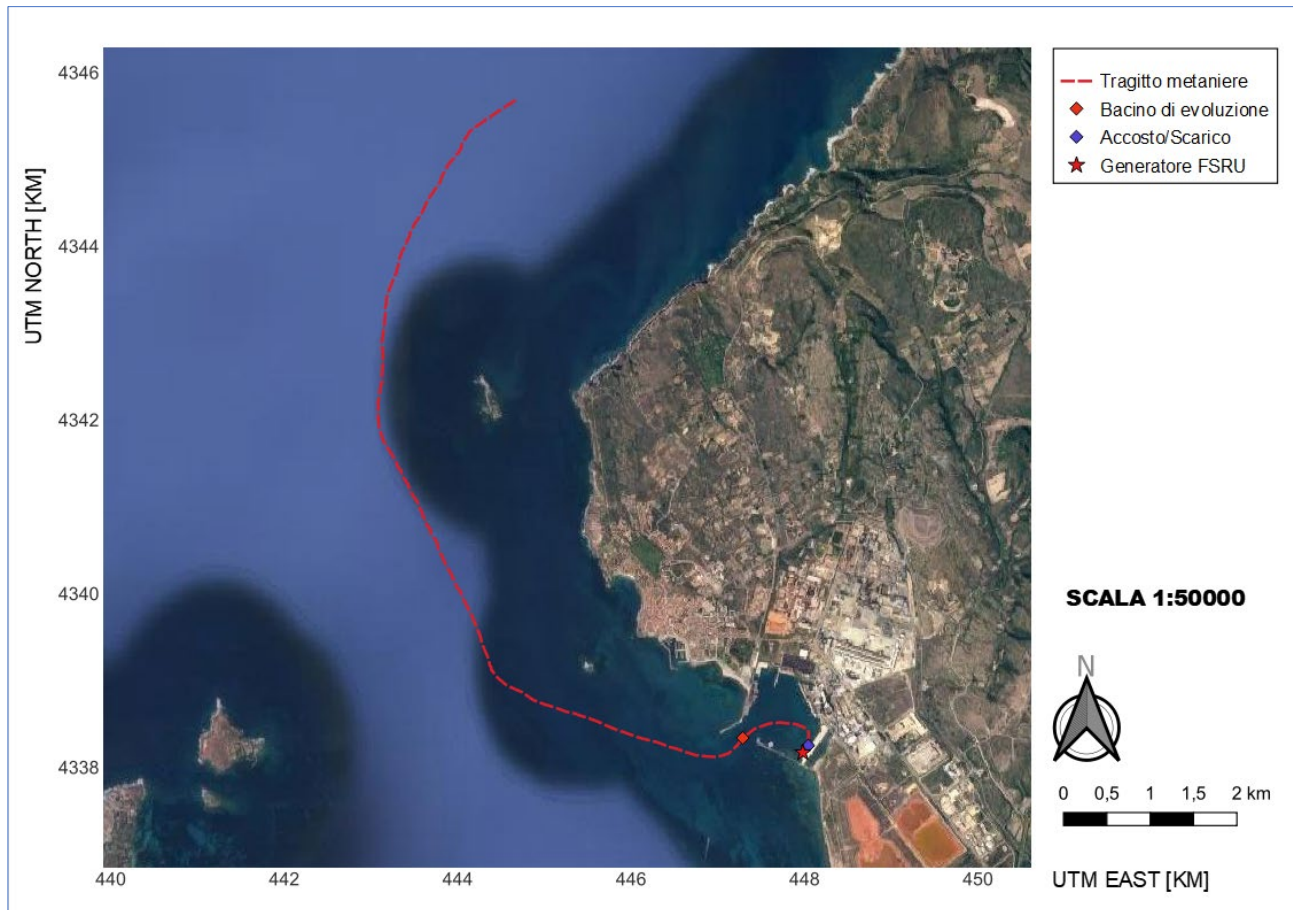 4346
4344
4342
4340
4338
UTM NORTH [KM]
440
442
444
446
448
450
UTM EAST [KM]
Tragitto metaniere
Bacino di evoluzione
Accosto/Scarico
Generatore FSRU
SCALA 1:50000
N
0 0,5 1 1,5 2 km